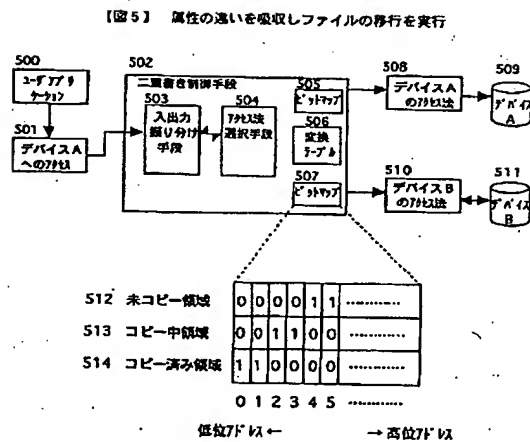 【図5】 属性の違いを吸収しファイルの移行を実行
500
ユーザアプリ
ケーション
501
デバイスA
へのアクセス
502
二重書き制御手段
503
入出力
振り分け
手段
504
アクセス法
選択手段
505
ビットマップ
506
変換
テーブル
507
ビットマップ
508
デバイスA
のアクセス法
509
デバイス
A
510
デバイスB
のアクセス法
511
デバイス
B
512 未コピー領域 0 0 0 0 1 1 …………
513 コピー中領域 0 0 1 1 0 0 …………
514 コピー済み領域 1 1 0 0 0 0 …………
0 1 2 3 4 5 …………
低位アドレス ← → 高位アドレス